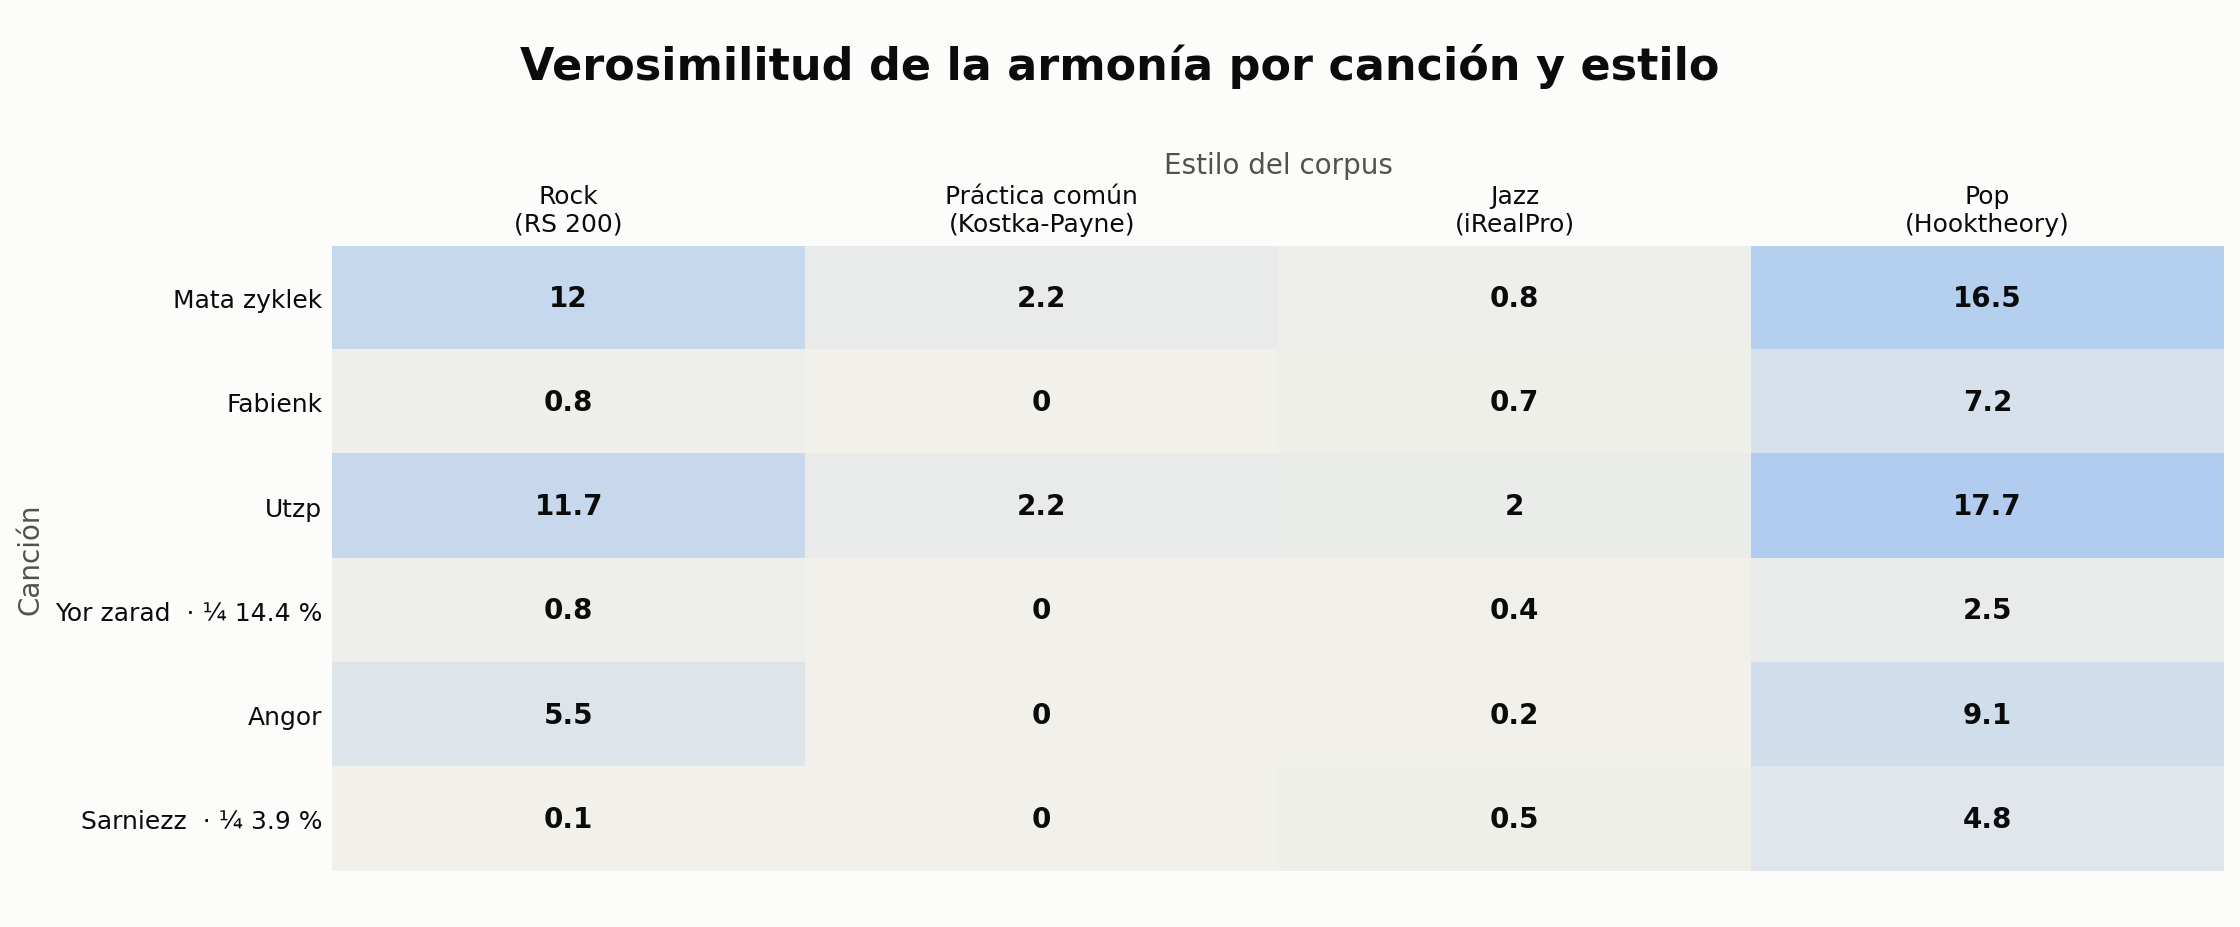 Verosimilitud de la armonía por canción y estilo
Estilo del corpus
Rock
(RS 200)
Práctica común
(Kostka-Payne)
Jazz
(iRealPro)
Pop
(Hooktheory)
Canción
Mata zyklek 12 2.2 0.8 16.5
Fabienk 0.8 0 0.7 7.2
Utzp 11.7 2.2 2 17.7
Yor zarad · ¼ 14.4 % 0.8 0 0.4 2.5
Angor 5.5 0 0.2 9.1
Sarniezz · ¼ 3.9 % 0.1 0 0.5 4.8